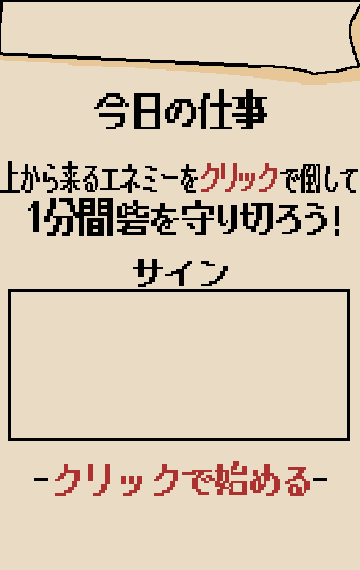 今日の仕事
上から来るエネミーをクリックで倒して
1分間砦を守り切ろう!
サイン
-クリックで始める-